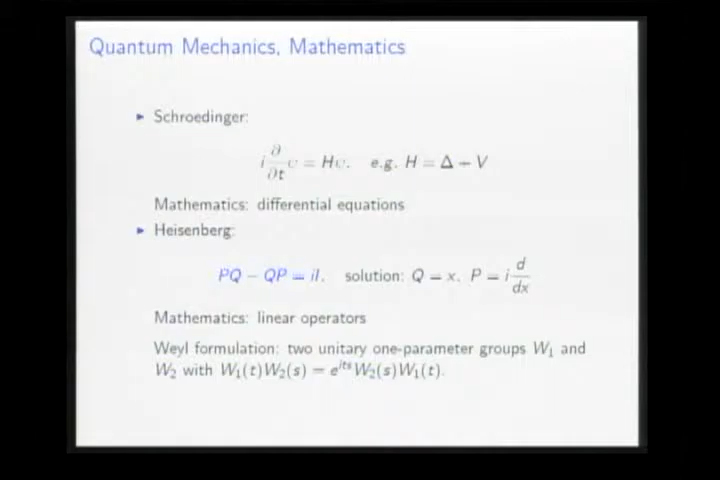 Quantum Mechanics, Mathematics
▶ Schroedinger:
i ∂/∂t ψ = Hψ. e.g. H = Δ + V
Mathematics: differential equations
▶ Heisenberg:
PQ − QP = iI. solution: Q = x. P = i d/dx
Mathematics: linear operators
Weyl formulation: two unitary one-parameter groups W₁ and
W₂ with W₁(t)W₂(s) = e^{its}W₂(s)W₁(t).